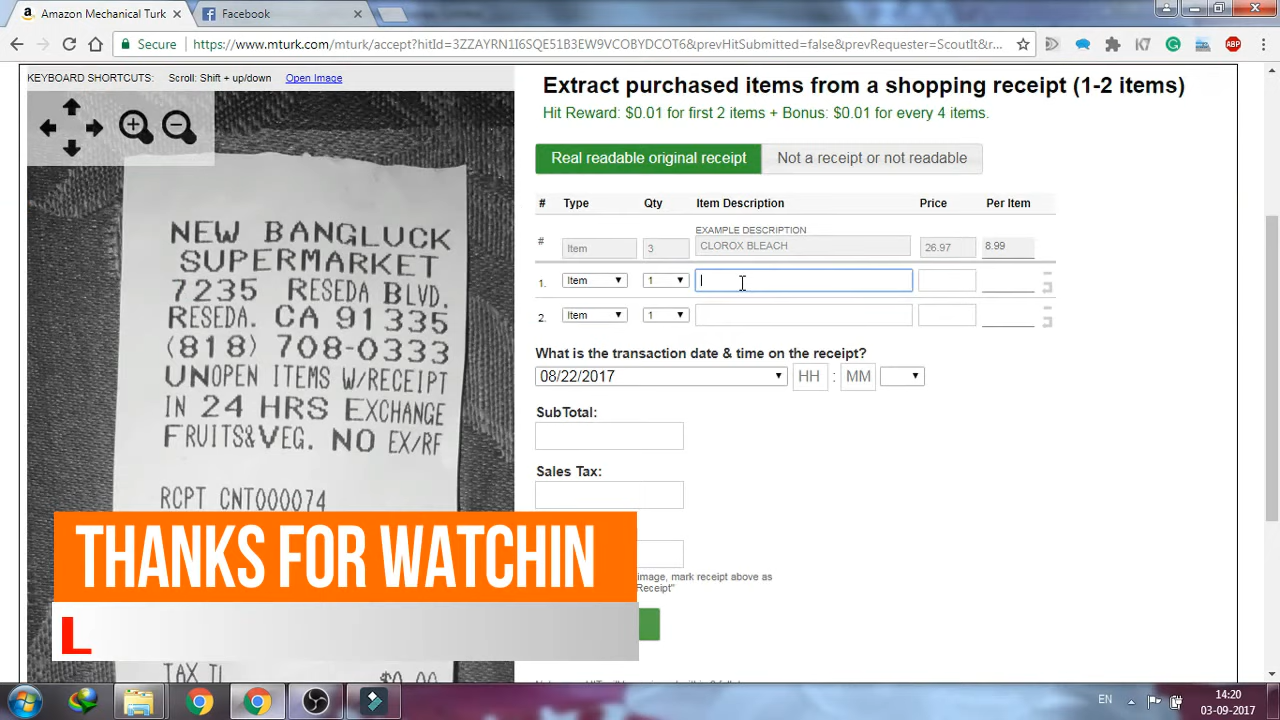 Amazon Mechanical Turk
Facebook
Secure
https://www.mturk.com/mturk/accept?hitId=3ZZAYRN1I6SQE51B3EW9VCOBYDCOT6&prevHitSubmitted=false&prevRequester=ScoutIt&r...
ABP
KEYBOARD SHORTCUTS: Scroll: Shift + up/down Open Image
NEW BANGLUCK
SUPERMARKET
7235 RESEDA BLVD.
RESEDA. CA 91335
(818) 708-0333
UNOPEN ITEMS W/RECEIPT
IN 24 HRS EXCHANGE
FRUITS&VEG. NO EX/RF
RCPT CNT000074
Extract purchased items from a shopping receipt (1-2 items)
Hit Reward: $0.01 for first 2 items + Bonus: $0.01 for every 4 items.
Real readable original receipt Not a receipt or not readable
# Type Qty Item Description Price Per Item
EXAMPLE DESCRIPTION
# Item 3 CLOROX BLEACH 26.97 8.99
1. Item 1
2. Item 1
What is the transaction date & time on the receipt?
08/22/2017 HH : MM
SubTotal:
Sales Tax:
image, mark receipt above as
Receipt"
THANKS FOR WATCHIN
L
EN
14:20
03-09-2017